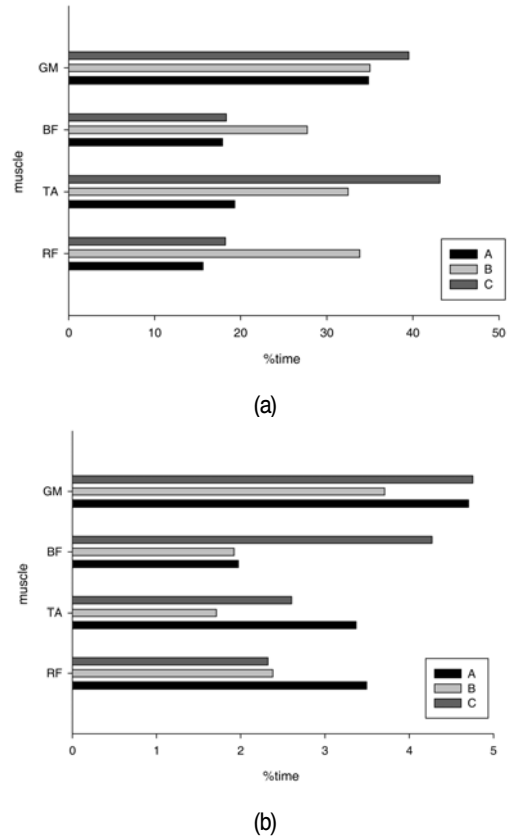 GM
BF
TA
RF
muscle
A
B
C
0 10 20 30 40 50
%time
(a)
GM
BF
TA
RF
muscle
A
B
C
0 1 2 3 4 5
%time
(b)